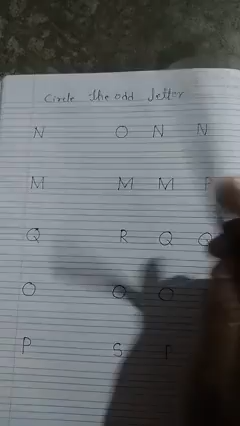 Circle the odd letter
N O N N
M M M P
Q R Q Q
O O O
P S